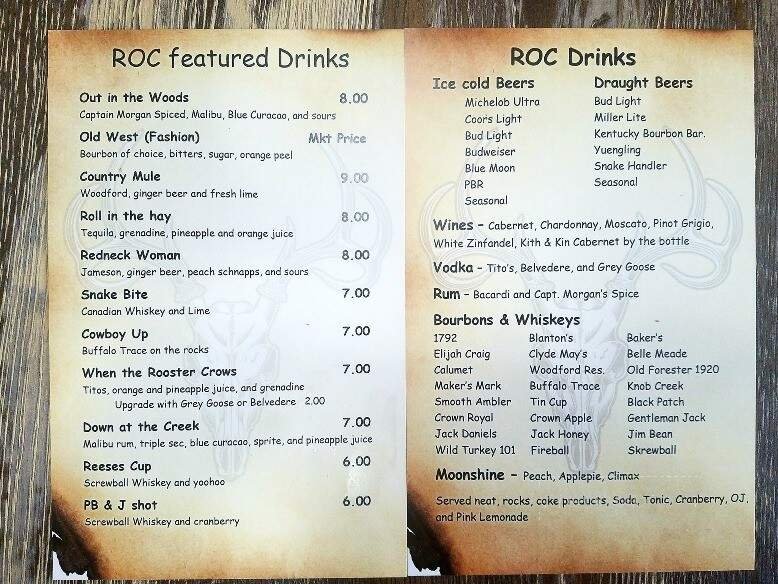 ROC featured Drinks
Out in the Woods 8.00
Captain Morgan Spiced, Malibu, Blue Curacao, and sours
Old West (Fashion) Mkt Price
Bourbon of choice, bitters, sugar, orange peel
Country Mule 9.00
Woodford, ginger beer and fresh lime
Roll in the hay 8.00
Tequila, grenadine, pineapple and orange juice
Redneck Woman 8.00
Jameson, ginger beer, peach schnapps, and sours
Snake Bite 7.00
Canadian Whiskey and Lime
Cowboy Up 7.00
Buffalo Trace on the rocks
When the Rooster Crows 7.00
Titos, orange and pineapple juice, and grenadine
Upgrade with Grey Goose or Belvedere 2.00
Down at the Creek 7.00
Malibu rum, triple sec, blue curacao, sprite, and pineapple juice
Reeses Cup 6.00
Screwball Whiskey and yoohoo
PB & J shot 6.00
Screwball Whiskey and cranberry
ROC Drinks
Ice cold Beers
Michelob Ultra
Coors Light
Bud Light
Budweiser
Blue Moon
PBR
Seasonal
Draught Beers
Bud Light
Miller Lite
Kentucky Bourbon Bar.
Yuengling
Snake Handler
Seasonal
Wines – Cabernet, Chardonnay, Moscato, Pinot Grigio,
White Zinfandel, Kith & Kin Cabernet by the bottle
Vodka – Tito's, Belvedere, and Grey Goose
Rum – Bacardi and Capt. Morgan's Spice
Bourbons & Whiskeys
1792 Blanton's Baker's
Elijah Craig Clyde May's Belle Meade
Calumet Woodford Res. Old Forester 1920
Maker's Mark Buffalo Trace Knob Creek
Smooth Ambler Tin Cup Black Patch
Crown Royal Crown Apple Gentleman Jack
Jack Daniels Jack Honey Jim Bean
Wild Turkey 101 Fireball Skrewball
Moonshine – Peach, Applepie, Climax
Served neat, rocks, coke products, Soda, Tonic, Cranberry, OJ,
and Pink Lemonade